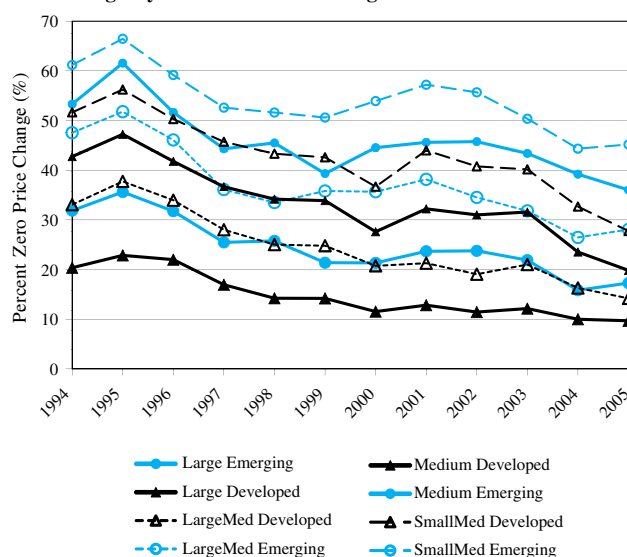 70
60
50
40
30
20
10
0
Percent Zero Price Change (%)
1994 1995 1996 1997 1998 1999 2000 2001 2002 2003 2004 2005
Large Emerging
Medium Developed
Large Developed
Medium Emerging
LargeMed Developed
SmallMed Developed
LargeMed Emerging
SmallMed Emerging